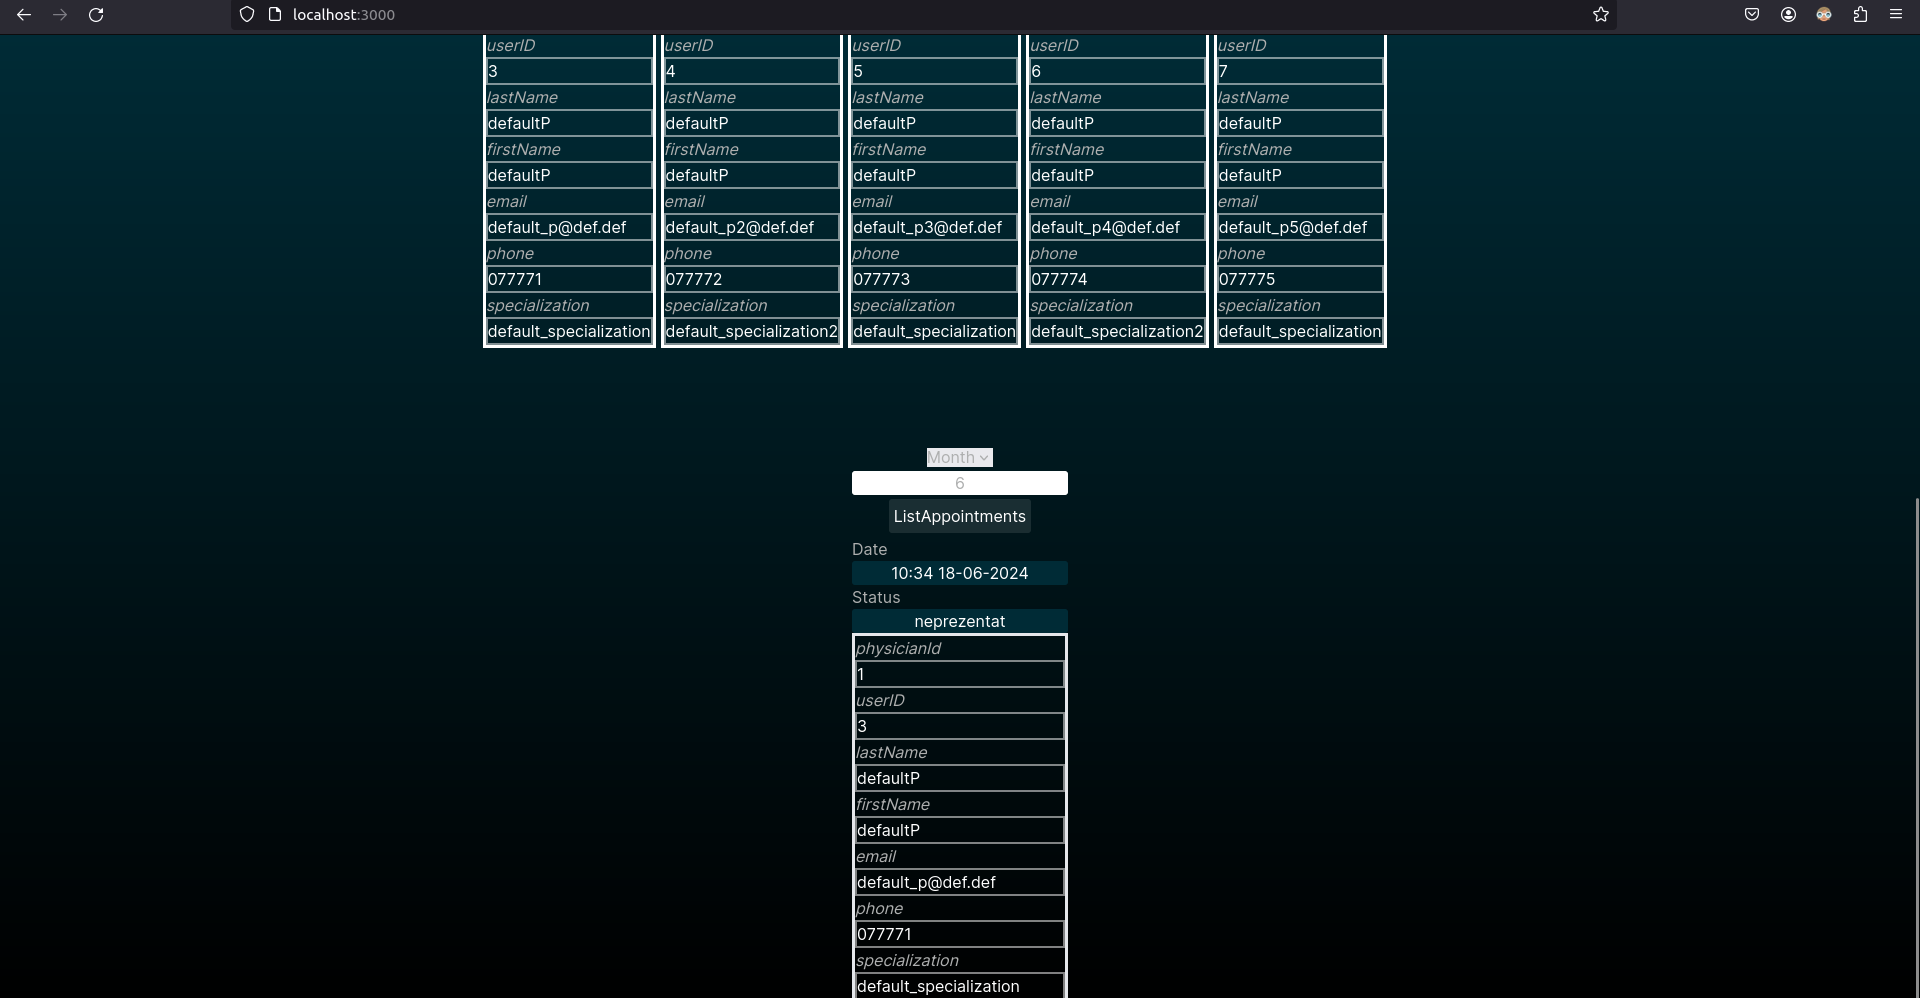 localhost:3000
userID userID userID userID userID
3 4 5 6 7
lastName lastName lastName lastName lastName
defaultP defaultP defaultP defaultP defaultP
firstName firstName firstName firstName firstName
defaultP defaultP defaultP defaultP defaultP
email email email email email
default_p@def.def default_p2@def.def default_p3@def.def default_p4@def.def default_p5@def.def
phone phone phone phone phone
077771 077772 077773 077774 077775
specialization specialization specialization specialization specialization
default_specialization default_specialization2 default_specialization default_specialization2 default_specialization
Month
6
ListAppointments
Date
10:34 18-06-2024
Status
neprezentat
physicianId
1
userID
3
lastName
defaultP
firstName
defaultP
email
default_p@def.def
phone
077771
specialization
default_specialization